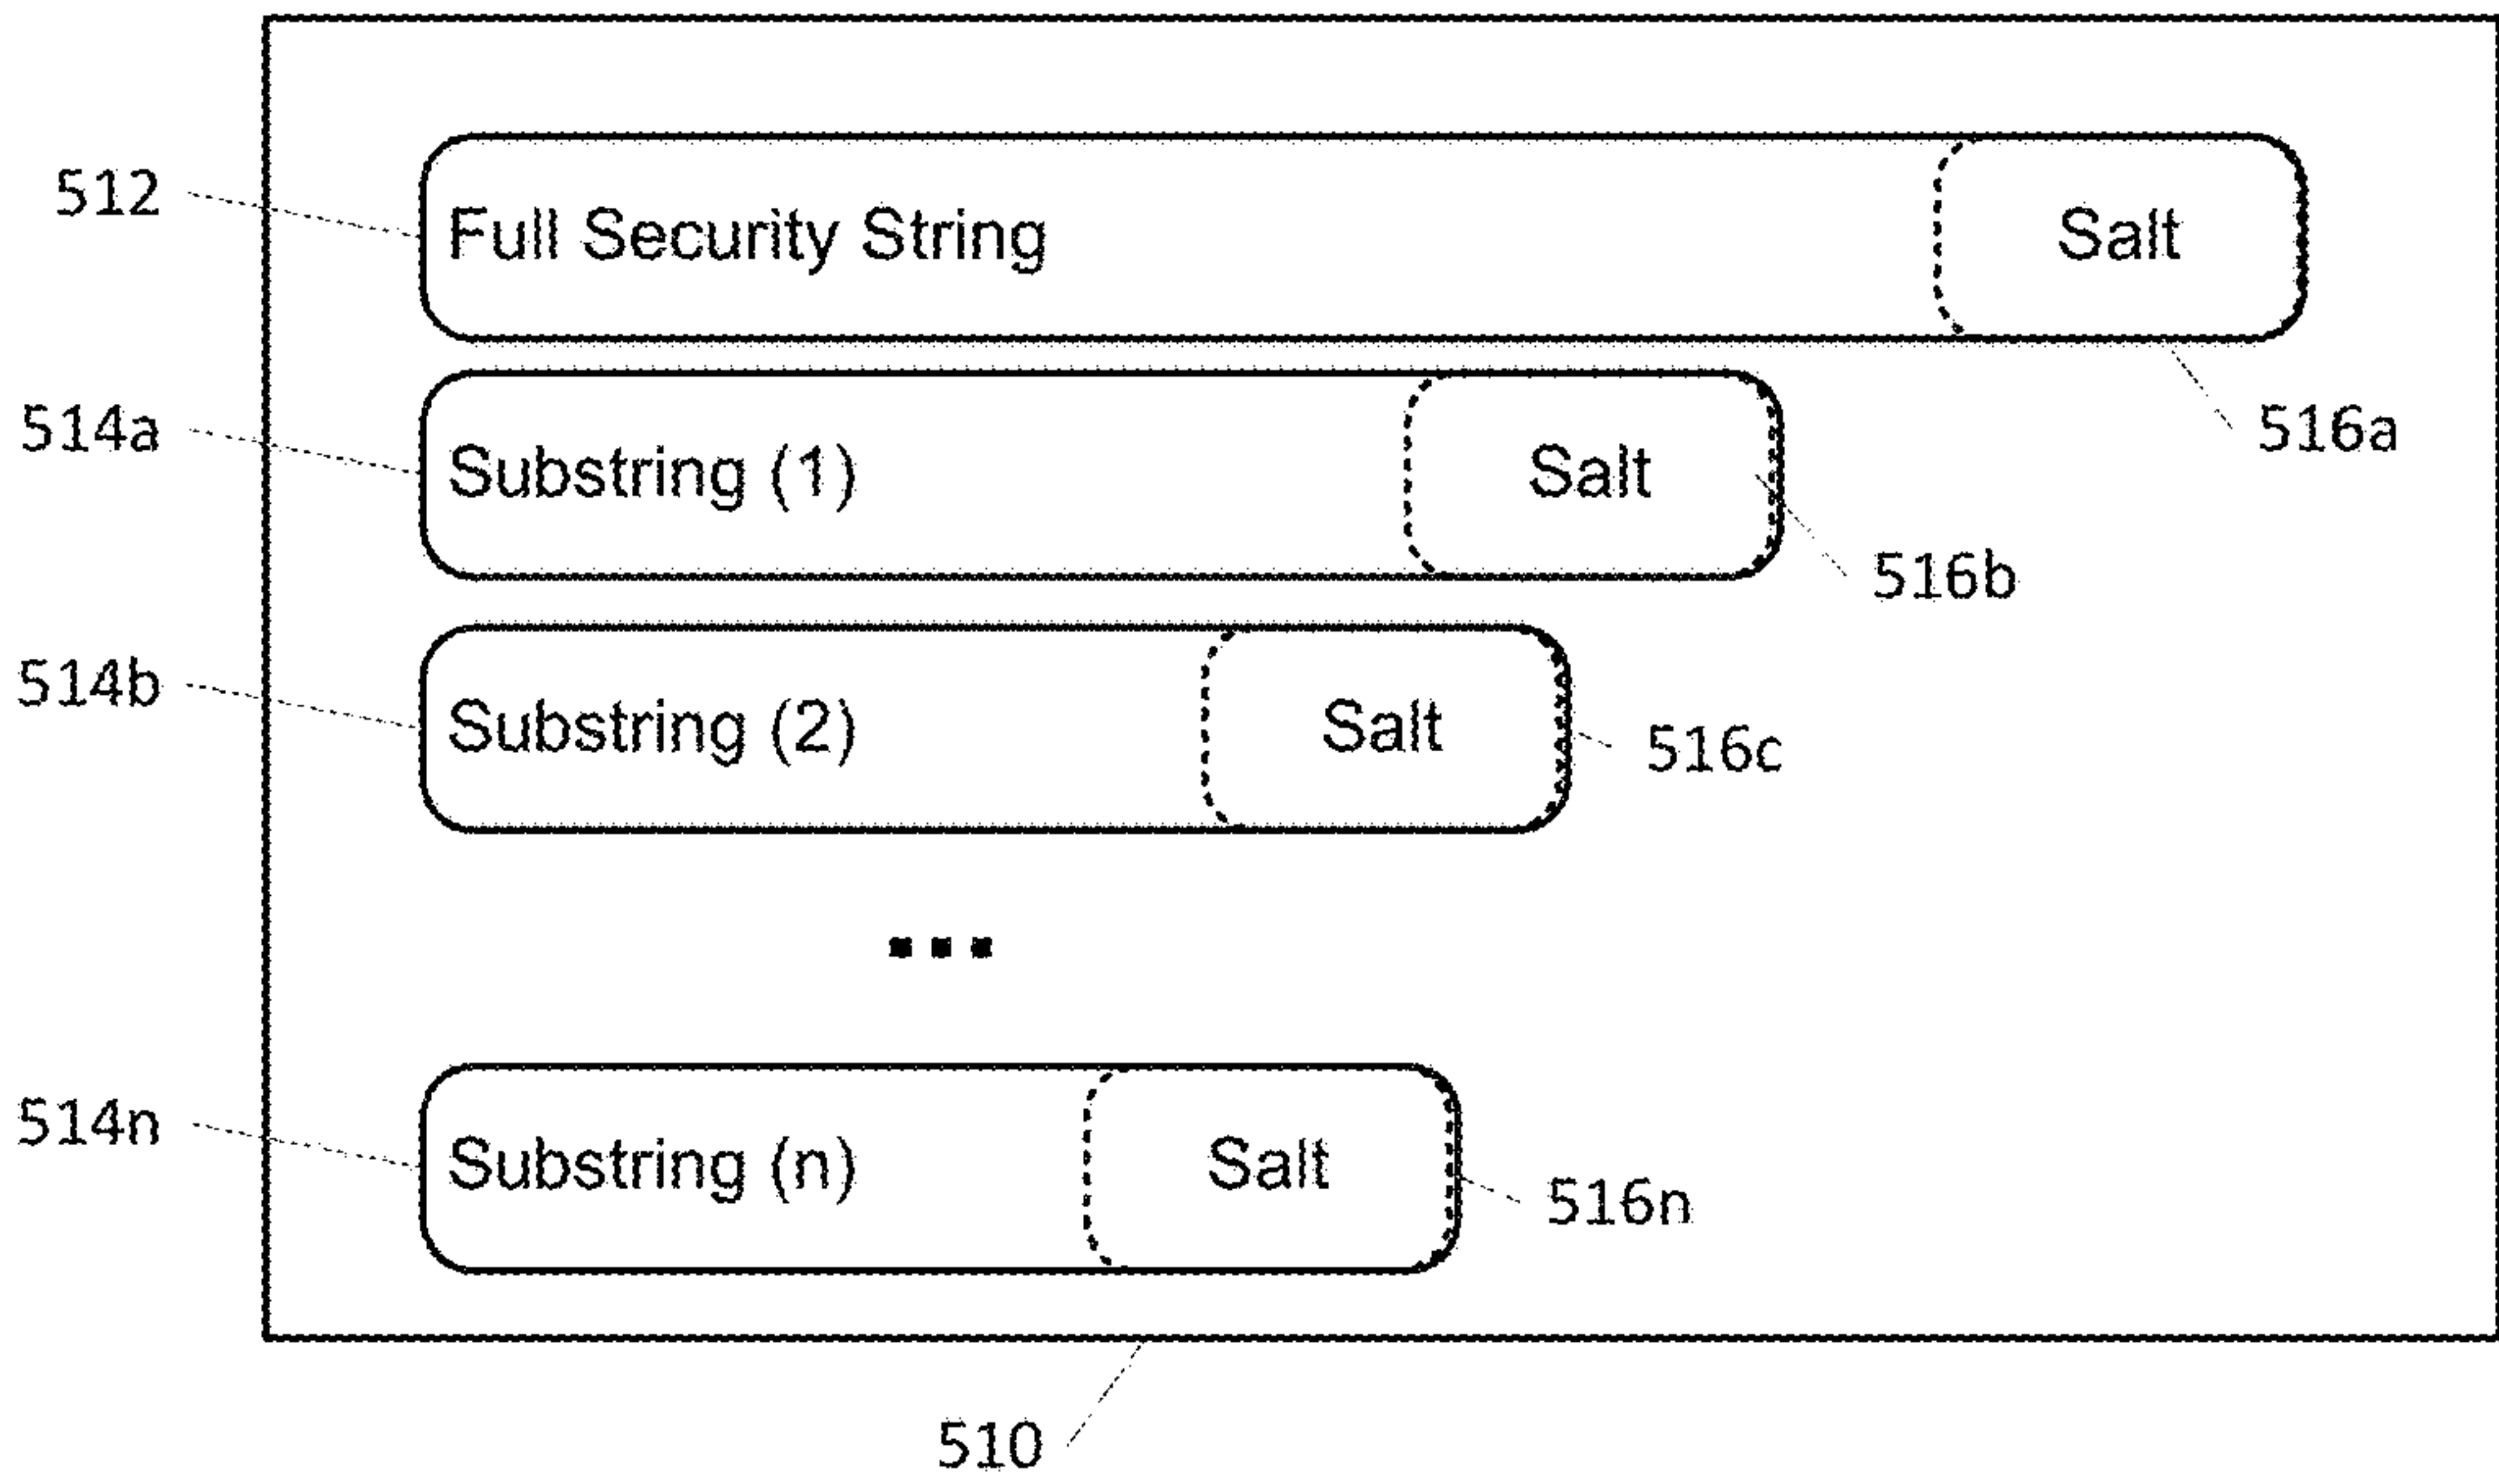 512
Full Security String Salt
516a
514a
Substring (1) Salt
516b
514b
Substring (2) Salt
516c
...
514n
Substring (n) Salt
516n
510